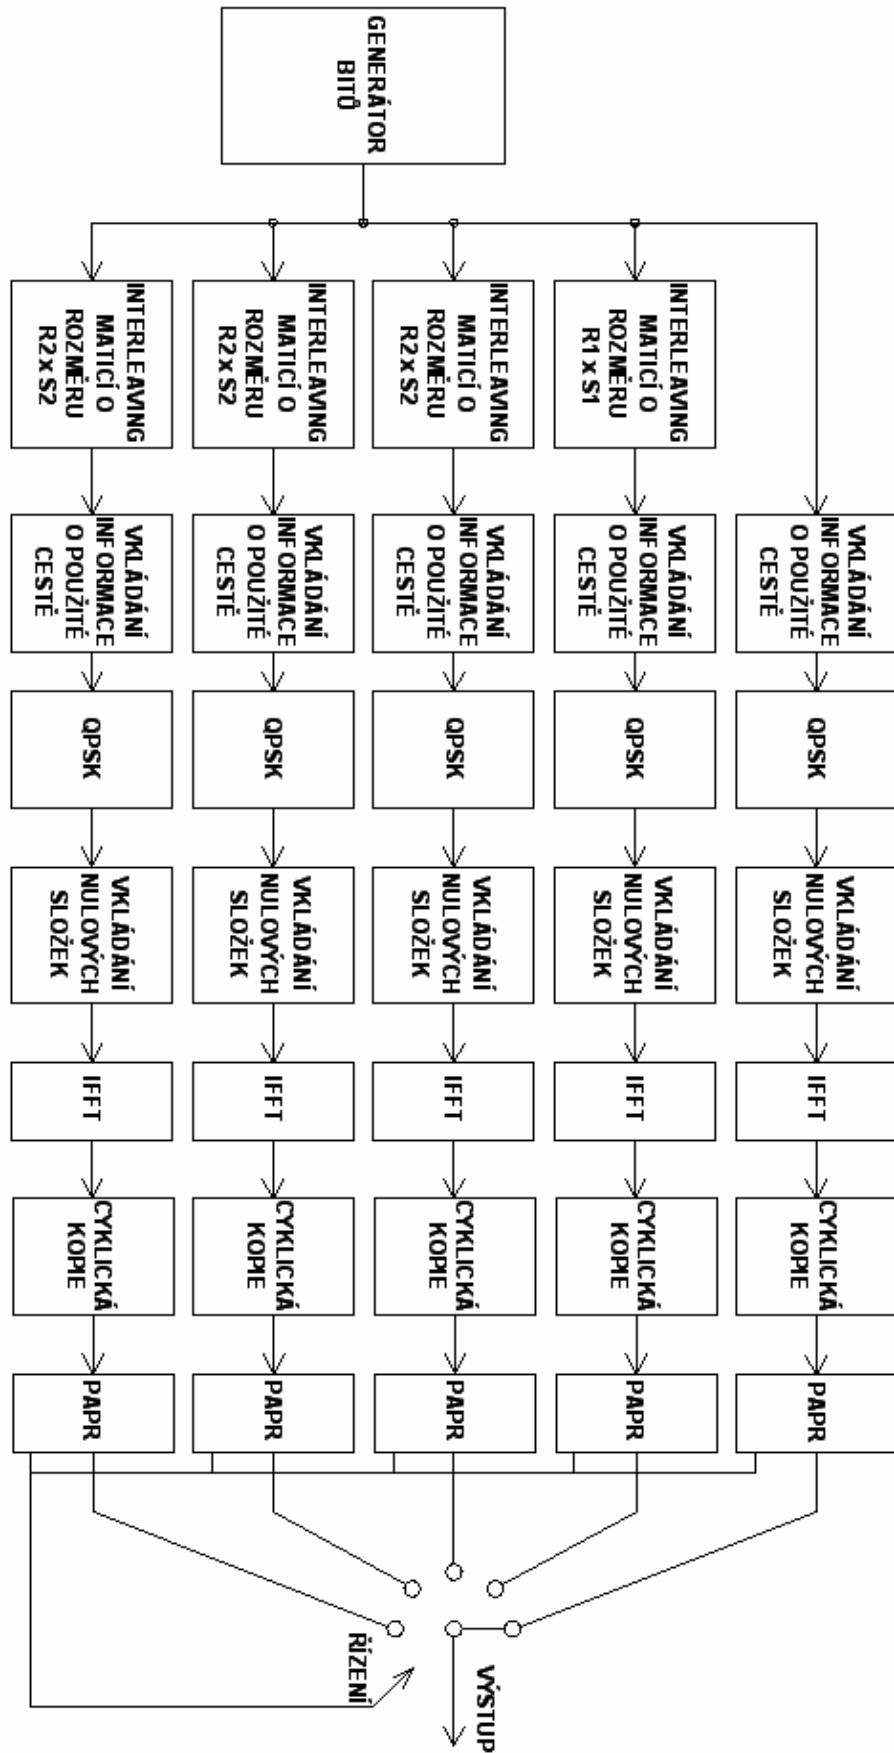 GENERÁTOR
BITŮ
VKLÁDÁNÍ
INFORMACE
O POUŽITÉ
CESTĚ
QPSK
VKLÁDÁNÍ
NULOVÝCH
SLOŽEK
IFFT
CYKLICKÁ
KOPIE
PAPR
INTERLEAVING
MATICÍ O
ROZMĚRU
R1 x S1
VKLÁDÁNÍ
INFORMACE
O POUŽITÉ
CESTĚ
QPSK
VKLÁDÁNÍ
NULOVÝCH
SLOŽEK
IFFT
CYKLICKÁ
KOPIE
PAPR
INTERLEAVING
MATICÍ O
ROZMĚRU
R2 x S2
VKLÁDÁNÍ
INFORMACE
O POUŽITÉ
CESTĚ
QPSK
VKLÁDÁNÍ
NULOVÝCH
SLOŽEK
IFFT
CYKLICKÁ
KOPIE
PAPR
VÝSTUP
INTERLEAVING
MATICÍ O
ROZMĚRU
R2 x S2
VKLÁDÁNÍ
INFORMACE
O POUŽITÉ
CESTĚ
QPSK
VKLÁDÁNÍ
NULOVÝCH
SLOŽEK
IFFT
CYKLICKÁ
KOPIE
PAPR
ŘÍZENÍ
INTERLEAVING
MATICÍ O
ROZMĚRU
R2 x S2
VKLÁDÁNÍ
INFORMACE
O POUŽITÉ
CESTĚ
QPSK
VKLÁDÁNÍ
NULOVÝCH
SLOŽEK
IFFT
CYKLICKÁ
KOPIE
PAPR